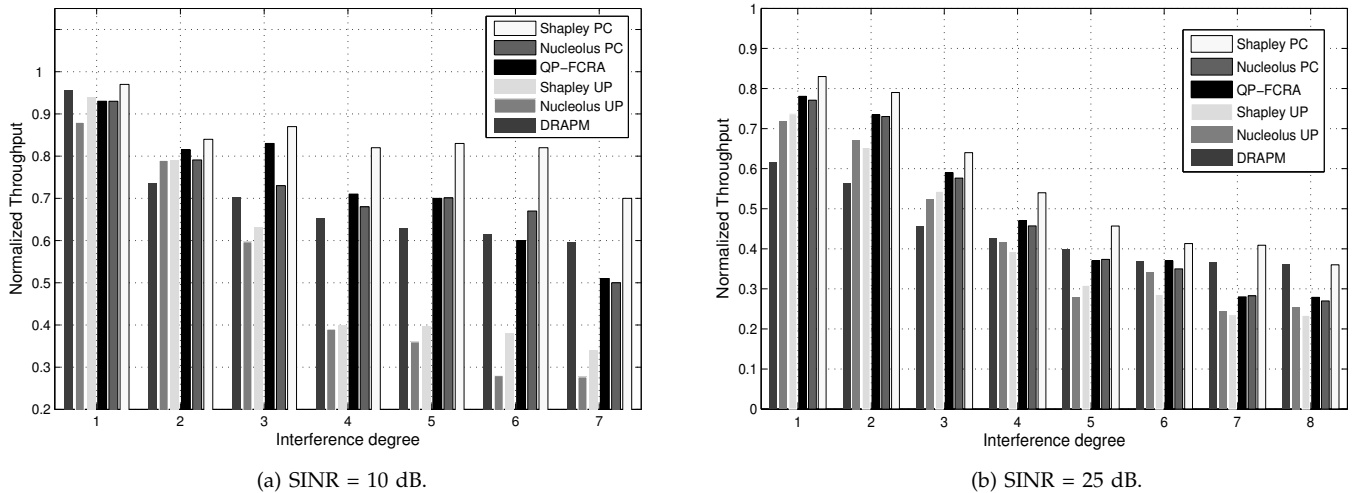 1
0.9
0.8
0.7
0.6
0.5
0.4
0.3
0.2
Normalized Throughput
Shapley PC
Nucleolus PC
QP-FCRA
Shapley UP
Nucleolus UP
DRAPM
1 2 3 4 5 6 7
Interference degree
(a) SINR = 10 dB.
1
0.9
0.8
0.7
0.6
0.5
0.4
0.3
0.2
0.1
0
Normalized Throughput
Shapley PC
Nucleolus PC
QP-FCRA
Shapley UP
Nucleolus UP
DRAPM
1 2 3 4 5 6 7 8
Interference degree
(b) SINR = 25 dB.